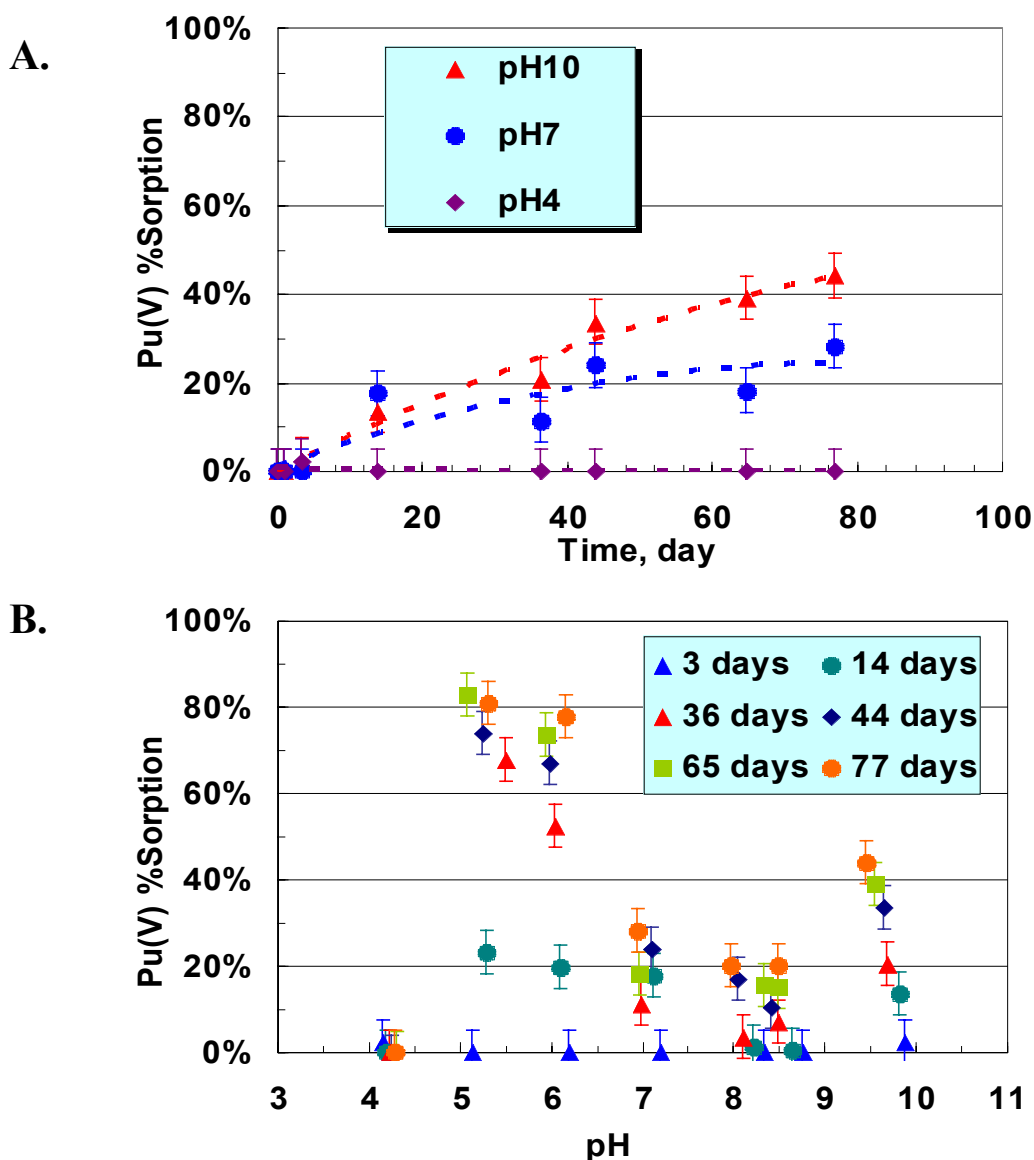 A.
100%
80%
60%
40%
20%
0%
Pu(V) %Sorption
pH10
pH7
pH4
0 20 40 60 80 100
Time, day
B.
100%
80%
60%
40%
20%
0%
Pu(V) %Sorption
3 days 14 days
36 days 44 days
65 days 77 days
3 4 5 6 7 8 9 10 11
pH